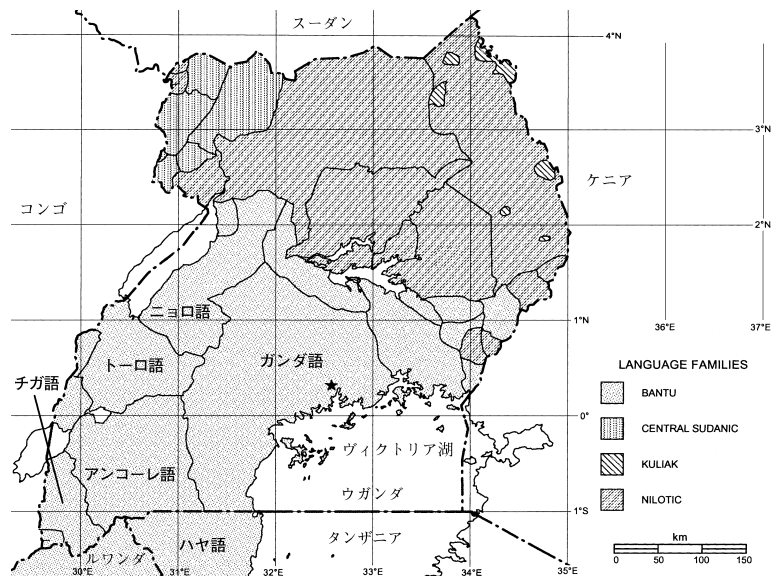 スーダン
4°N
3°N
ケニア
コンゴ
2°N
ニョロ語
1°N
36°E
37°E
トーロ語
ガンダ語
チガ語
LANGUAGE FAMILIES
BANTU
0°
CENTRAL SUDANIC
ヴィクトリア湖
アンコーレ語
KULIAK
ウガンダ
NILOTIC
1°S
タンザニア
ハヤ語
ルワンダ
km
0 50 100 150
30°E
31°E
32°E
33°E
34°E
35°E